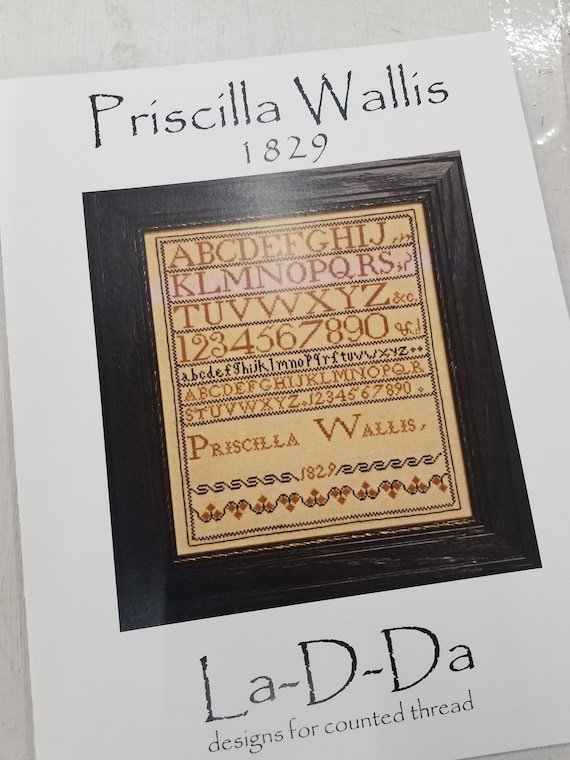 Priscilla Wallis
1829
ABCDEFGHIJ,,,
KLMNOPQRS;?
TUVWXYZ &c.
1234567890 &f.!
abcdefghijklmnopqrſtuvwxyz
ABCDEFGHIJKLMNOPQR
STUVWXYZ 1234567890
PRISCILLA WALLIS,
1829
La-D-Da
designs for counted thread